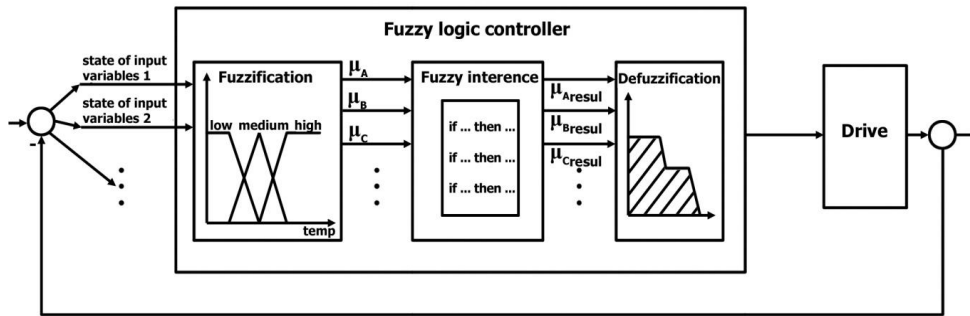 Fuzzy logic controller
state of input
variables 1
state of input
variables 2
-
Fuzzification
low medium high
temp
μA
μB
μC
Fuzzy interence
if ... then ...
if ... then ...
if ... then ...
μAresul
μBresul
μCresul
Defuzzification
Drive